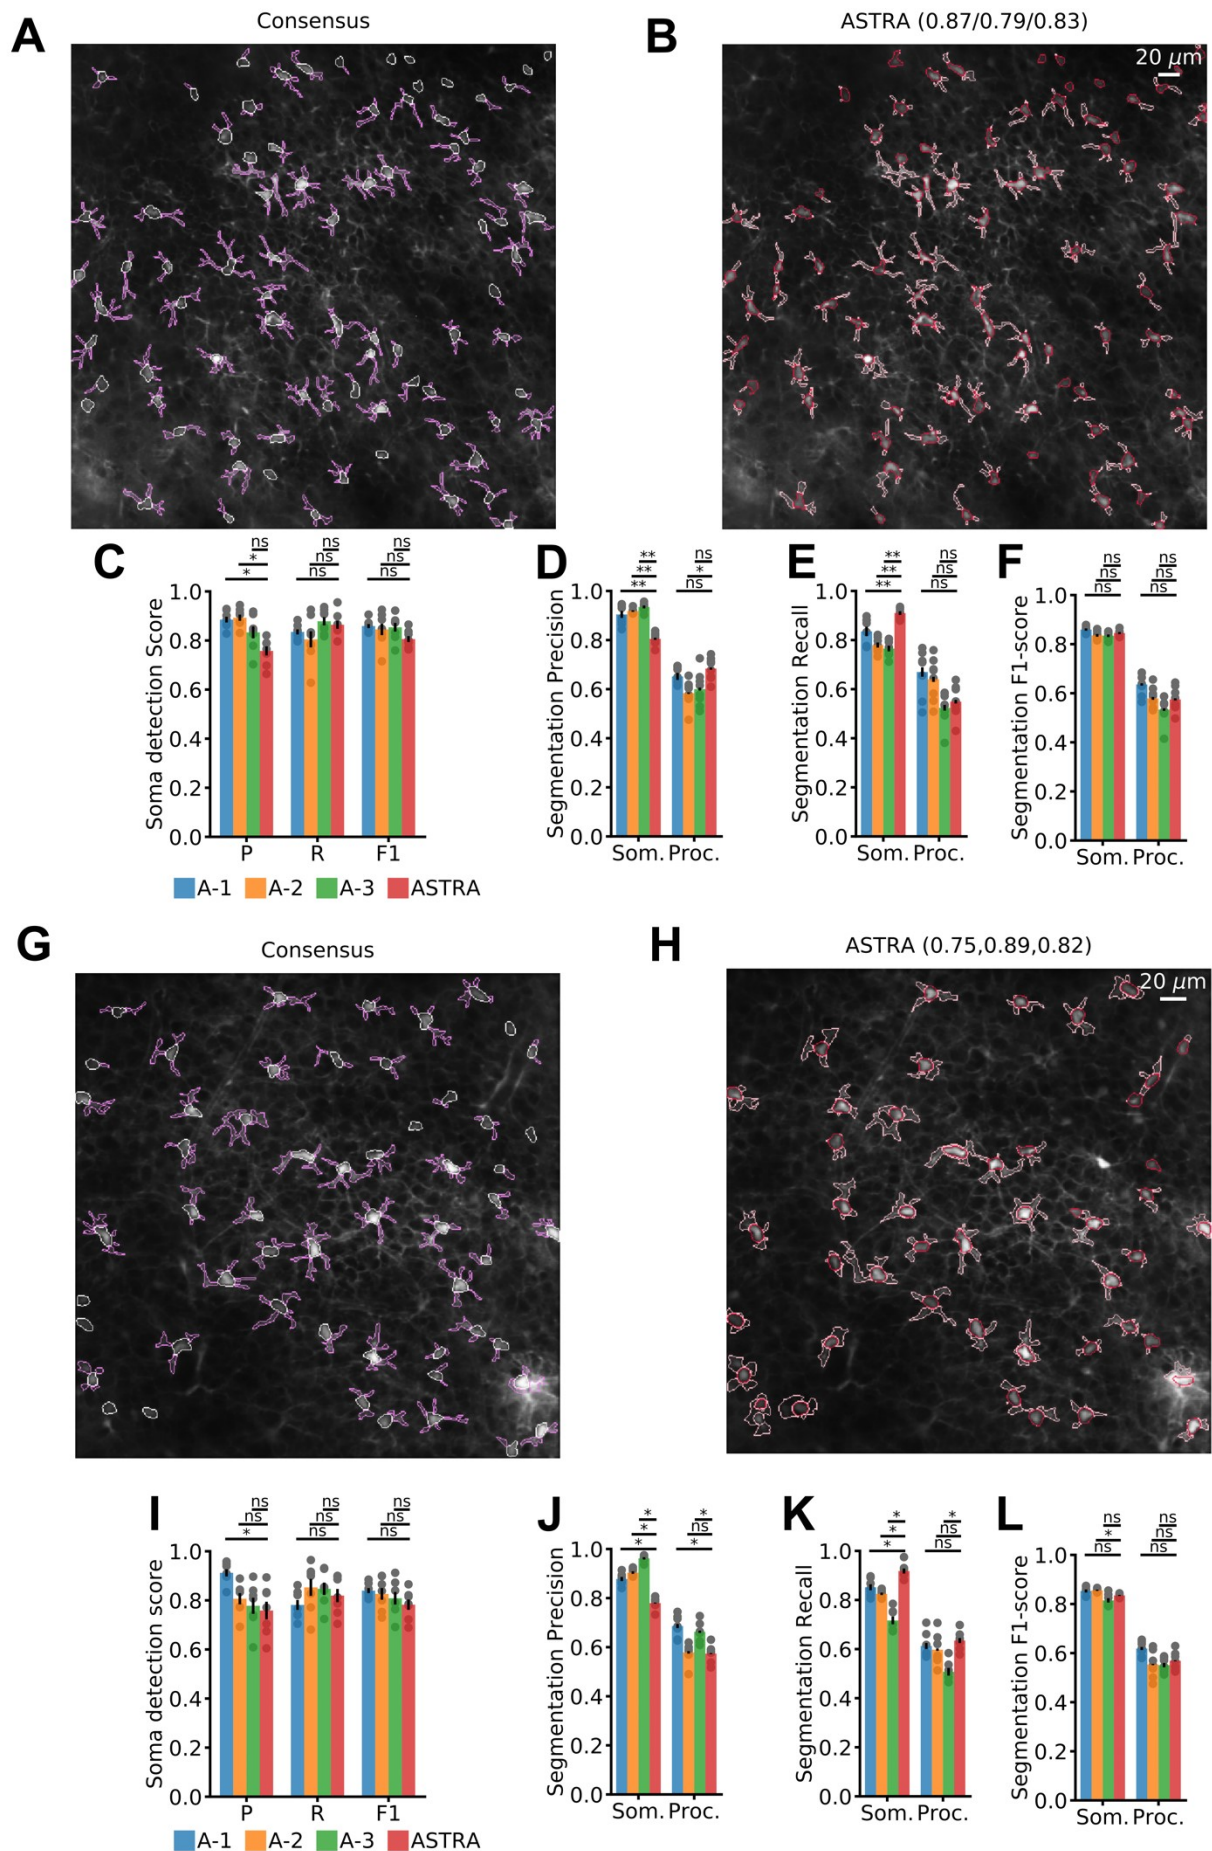 A
Consensus
B
ASTRA (0.87/0.79/0.83)
20 μm
C
ns
*
*
ns
ns
ns
ns
ns
ns
Soma detection Score
1.0
0.8
0.6
0.4
0.2
0.0
P R F1
A-1 A-2 A-3 ASTRA
D
**
**
**
ns
*
ns
Segmentation Precision
1.0
0.8
0.6
0.4
0.2
0.0
Som. Proc.
E
**
**
**
ns
ns
ns
Segmentation Recall
1.0
0.8
0.6
0.4
0.2
0.0
Som. Proc.
F
ns
ns
ns
ns
ns
ns
Segmentation F1-score
1.0
0.8
0.6
0.4
0.2
0.0
Som. Proc.
G
Consensus
H
ASTRA (0.75,0.89,0.82)
20 μm
I
ns
ns
*
ns
ns
ns
ns
ns
ns
Soma detection score
1.0
0.8
0.6
0.4
0.2
0.0
P R F1
A-1 A-2 A-3 ASTRA
J
*
*
*
*
ns
*
Segmentation Precision
1.0
0.8
0.6
0.4
0.2
0.0
Som. Proc.
K
*
*
*
*
ns
ns
Segmentation Recall
1.0
0.8
0.6
0.4
0.2
0.0
Som. Proc.
L
ns
*
ns
ns
ns
ns
Segmentation F1-score
1.0
0.8
0.6
0.4
0.2
0.0
Som. Proc.